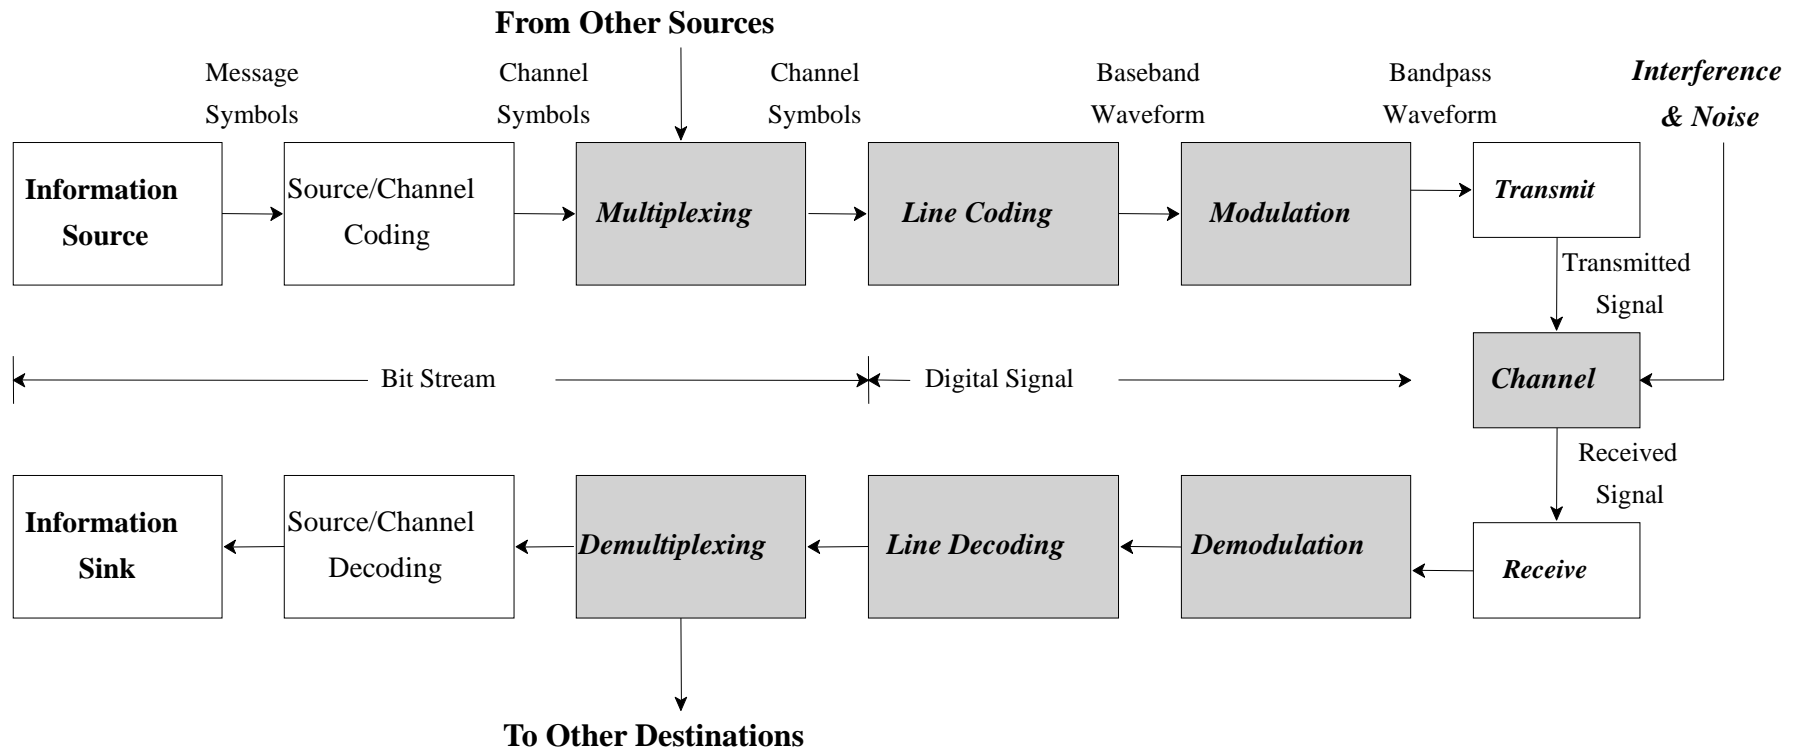 From Other Sources
Message
Symbols
Channel
Symbols
Channel
Symbols
Baseband
Waveform
Bandpass
Waveform
Interference
& Noise
Information
Source
Source/Channel
Coding
Multiplexing
Line Coding
Modulation
Transmit
Transmitted
Signal
Bit Stream
Digital Signal
Channel
Received
Signal
Information
Sink
Source/Channel
Decoding
Demultiplexing
Line Decoding
Demodulation
Receive
To Other Destinations